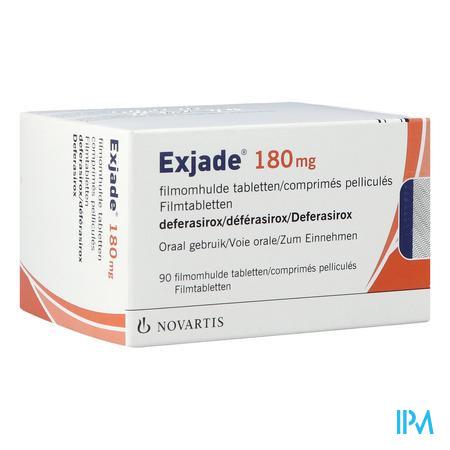 Exjade® 180 mg
filmomhulde tabletten/comprimés pelliculés
Filmtabletten
deferasirox/déférasirox/Deferasirox
Oraal gebruik/Voie orale/Zum Einnehmen
90 filmomhulde tabletten/comprimés pelliculés
Filmtabletten
NOVARTIS
Exjade® 180 mg
filmomhulde tabletten
comprimés pelliculés
Filmtabletten
deferasirox/déférasirox
Deferasirox
IPM